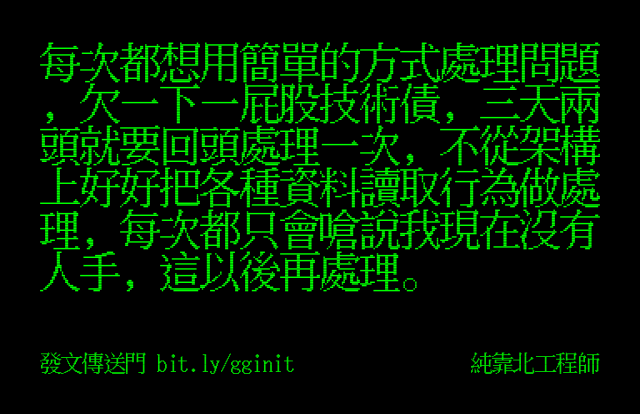 每次都想用簡單的方式處理問題
，欠一下一屁股技術債，三天兩
頭就要回頭處理一次，不從架構
上好好把各種資料讀取行為做處
理，每次都只會嗆說我現在沒有
人手，這以後再處理。
發文傳送門 bit.ly/gginit
純靠北工程師